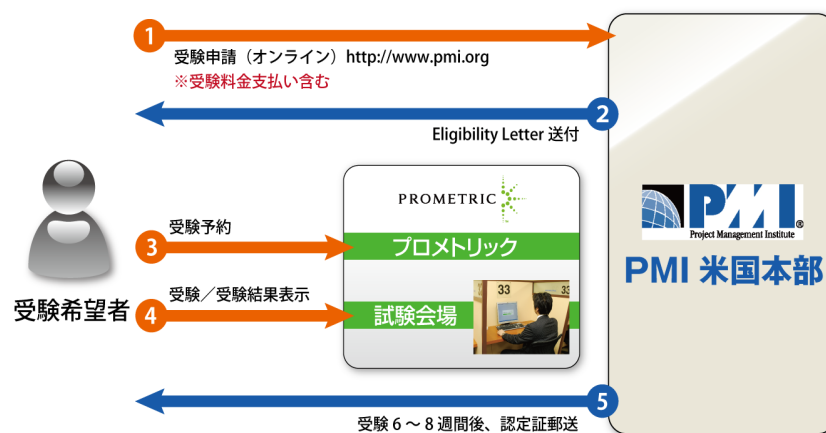 1
受験申請（オンライン）http://www.pmi.org
※受験料金支払い含む
2
Eligibility Letter 送付
PROMETRIC
3
受験予約
プロメトリック
PMI
®
Project Management Institute
PMI 米国本部
受験希望者
4
受験／受験結果表示
試験会場
33
33
5
受験 6 ～ 8 週間後、認定証郵送